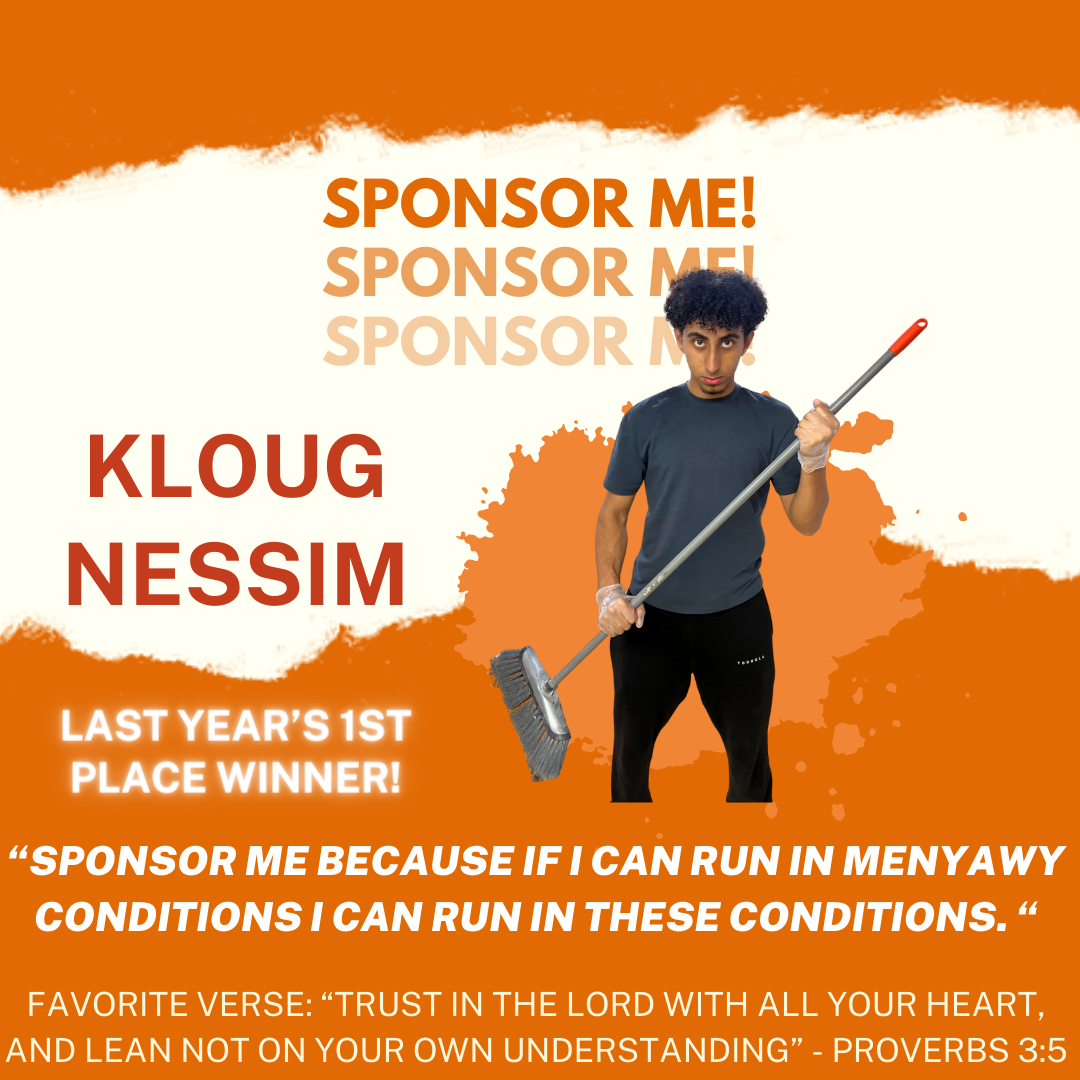 SPONSOR ME!
SPONSOR ME!
SPONSOR M!
KLOUG
NESSIM
LAST YEAR'S 1ST
PLACE WINNER!
“SPONSOR ME BECAUSE IF I CAN RUN IN MENYAWY
CONDITIONS I CAN RUN IN THESE CONDITIONS. “
FAVORITE VERSE: “TRUST IN THE LORD WITH ALL YOUR HEART,
AND LEAN NOT ON YOUR OWN UNDERSTANDING” - PROVERBS 3:5